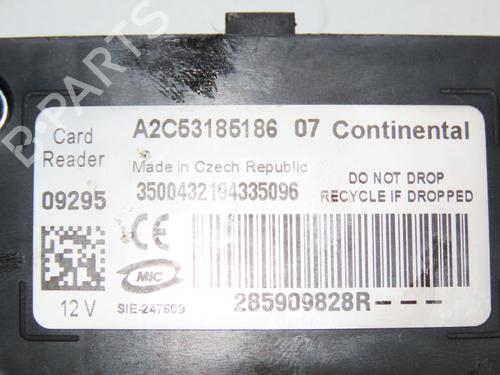 Card Reader
A2C53185186 07 Continental
Made in Czech Republic
09295
3500432194335096
DO NOT DROP
RECYCLE IF DROPPED
CE
MIC
12 V
SIE-247609
285909828R----
B-PARTS